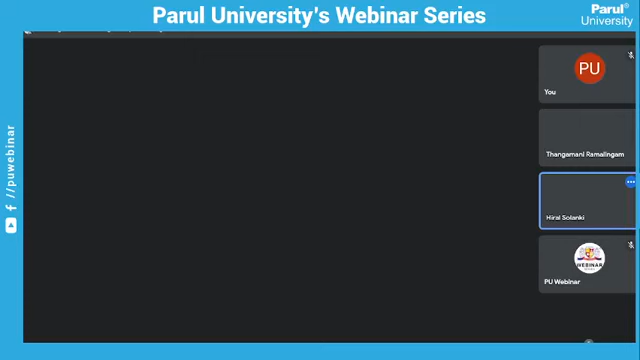 Parul University's Webinar Series
Parul®
University
//puwebinar
PU
You
Thangamani Ramalingam
Hiral Solanki
WEBINAR
PU Webinar